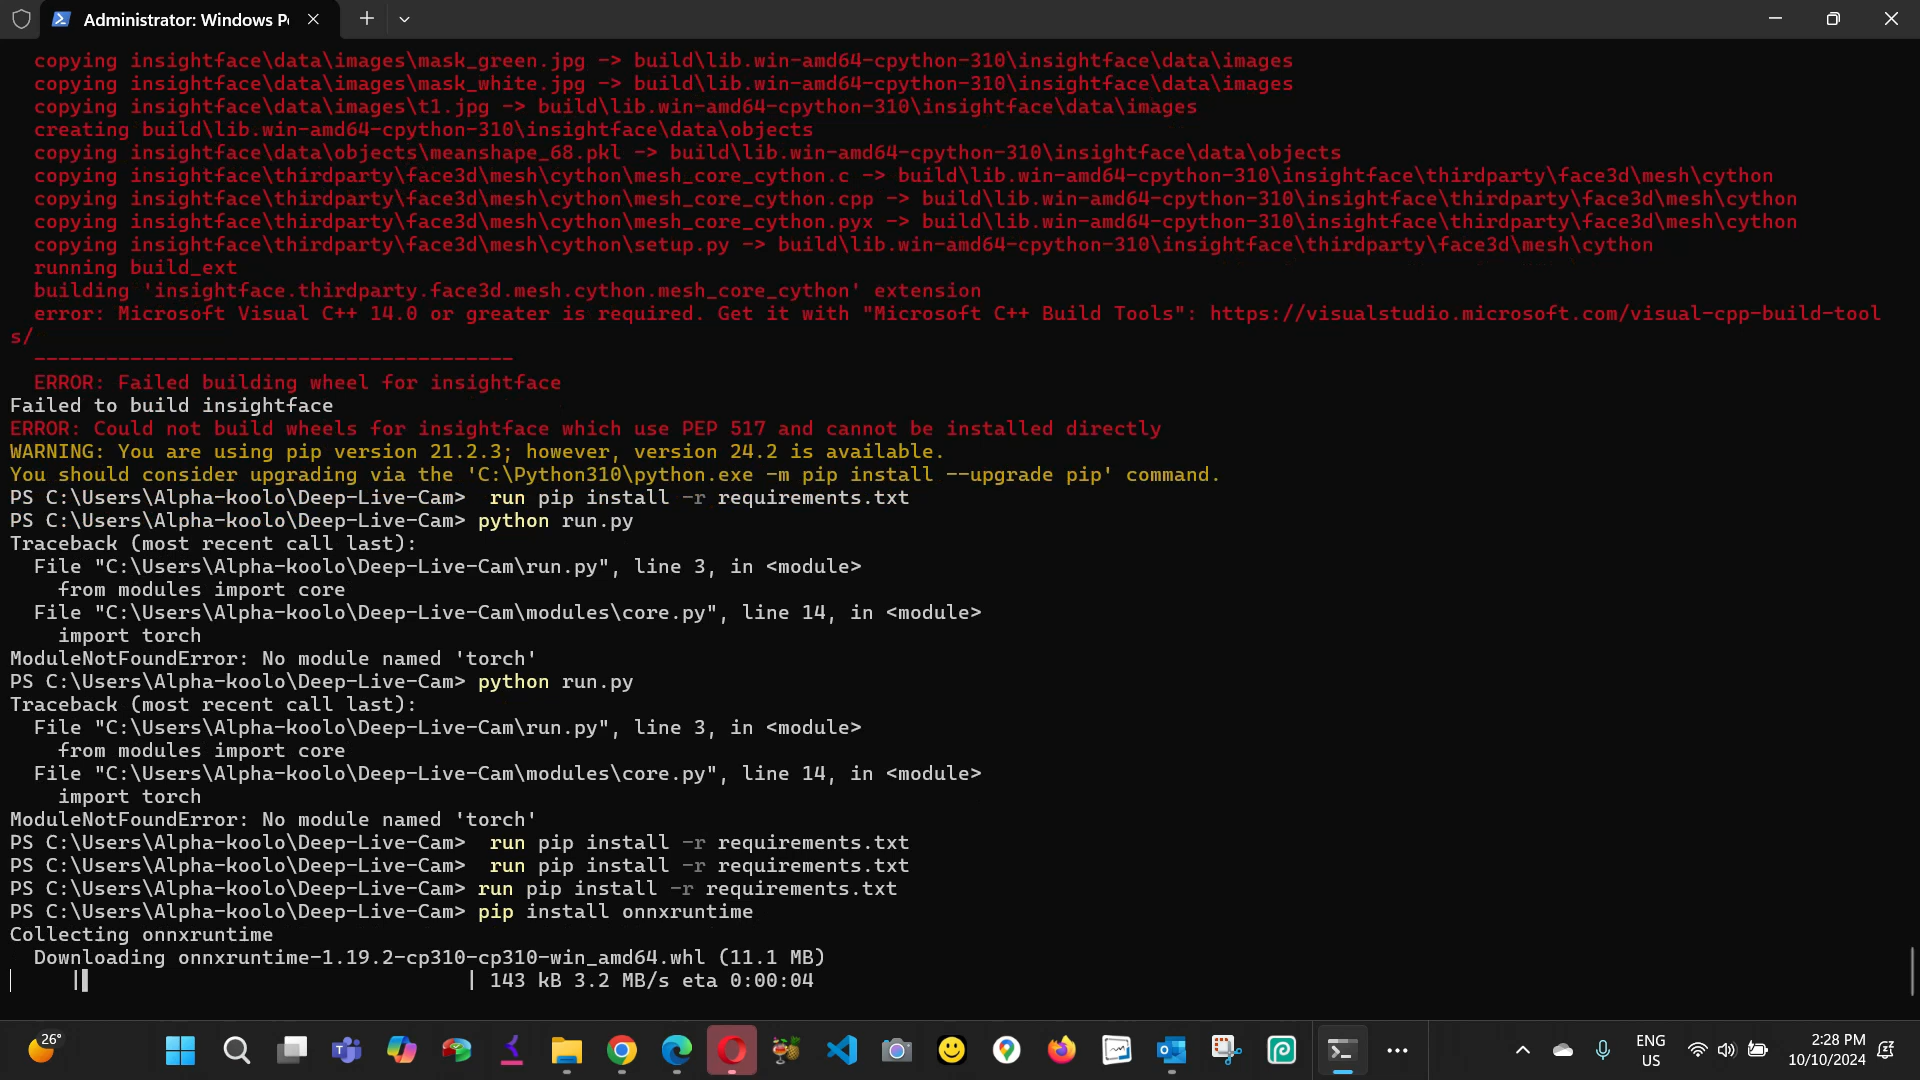 Administrator: Windows P
copying insightface\data\images\mask_green.jpg -> build\lib.win-amd64-cpython-310\insightface\data\images
copying insightface\data\images\mask_white.jpg -> build\lib.win-amd64-cpython-310\insightface\data\images
copying insightface\data\images\t1.jpg -> build\lib.win-amd64-cpython-310\insightface\data\images
creating build\lib.win-amd64-cpython-310\insightface\data\objects
copying insightface\data\objects\meanshape_68.pkl -> build\lib.win-amd64-cpython-310\insightface\data\objects
copying insightface\thirdparty\face3d\mesh\cython\mesh_core_cython.c -> build\lib.win-amd64-cpython-310\insightface\thirdparty\face3d\mesh\cython
copying insightface\thirdparty\face3d\mesh\cython\mesh_core_cython.cpp -> build\lib.win-amd64-cpython-310\insightface\thirdparty\face3d\mesh\cython
copying insightface\thirdparty\face3d\mesh\cython\mesh_core_cython.pyx -> build\lib.win-amd64-cpython-310\insightface\thirdparty\face3d\mesh\cython
copying insightface\thirdparty\face3d\mesh\cython\setup.py -> build\lib.win-amd64-cpython-310\insightface\thirdparty\face3d\mesh\cython
running build_ext
building 'insightface.thirdparty.face3d.mesh.cython.mesh_core_cython' extension
error: Microsoft Visual C++ 14.0 or greater is required. Get it with "Microsoft C++ Build Tools": https://visualstudio.microsoft.com/visual-cpp-build-tool
s/
----------------------------------------
ERROR: Failed building wheel for insightface
Failed to build insightface
ERROR: Could not build wheels for insightface which use PEP 517 and cannot be installed directly
WARNING: You are using pip version 21.2.3; however, version 24.2 is available.
You should consider upgrading via the 'C:\Python310\python.exe -m pip install --upgrade pip' command.
PS C:\Users\Alpha-koolo\Deep-Live-Cam>  run pip install -r requirements.txt
PS C:\Users\Alpha-koolo\Deep-Live-Cam> python run.py
Traceback (most recent call last):
File "C:\Users\Alpha-koolo\Deep-Live-Cam\run.py", line 3, in <module>
from modules import core
File "C:\Users\Alpha-koolo\Deep-Live-Cam\modules\core.py", line 14, in <module>
import torch
ModuleNotFoundError: No module named 'torch'
PS C:\Users\Alpha-koolo\Deep-Live-Cam> python run.py
Traceback (most recent call last):
File "C:\Users\Alpha-koolo\Deep-Live-Cam\run.py", line 3, in <module>
from modules import core
File "C:\Users\Alpha-koolo\Deep-Live-Cam\modules\core.py", line 14, in <module>
import torch
ModuleNotFoundError: No module named 'torch'
PS C:\Users\Alpha-koolo\Deep-Live-Cam>  run pip install -r requirements.txt
PS C:\Users\Alpha-koolo\Deep-Live-Cam>  run pip install -r requirements.txt
PS C:\Users\Alpha-koolo\Deep-Live-Cam> run pip install -r requirements.txt
PS C:\Users\Alpha-koolo\Deep-Live-Cam> pip install onnxruntime
Collecting onnxruntime
Downloading onnxruntime-1.19.2-cp310-cp310-win_amd64.whl (11.1 MB)
| 143 kB 3.2 MB/s eta 0:00:04
26°
ENG
US
2:28 PM
10/10/2024